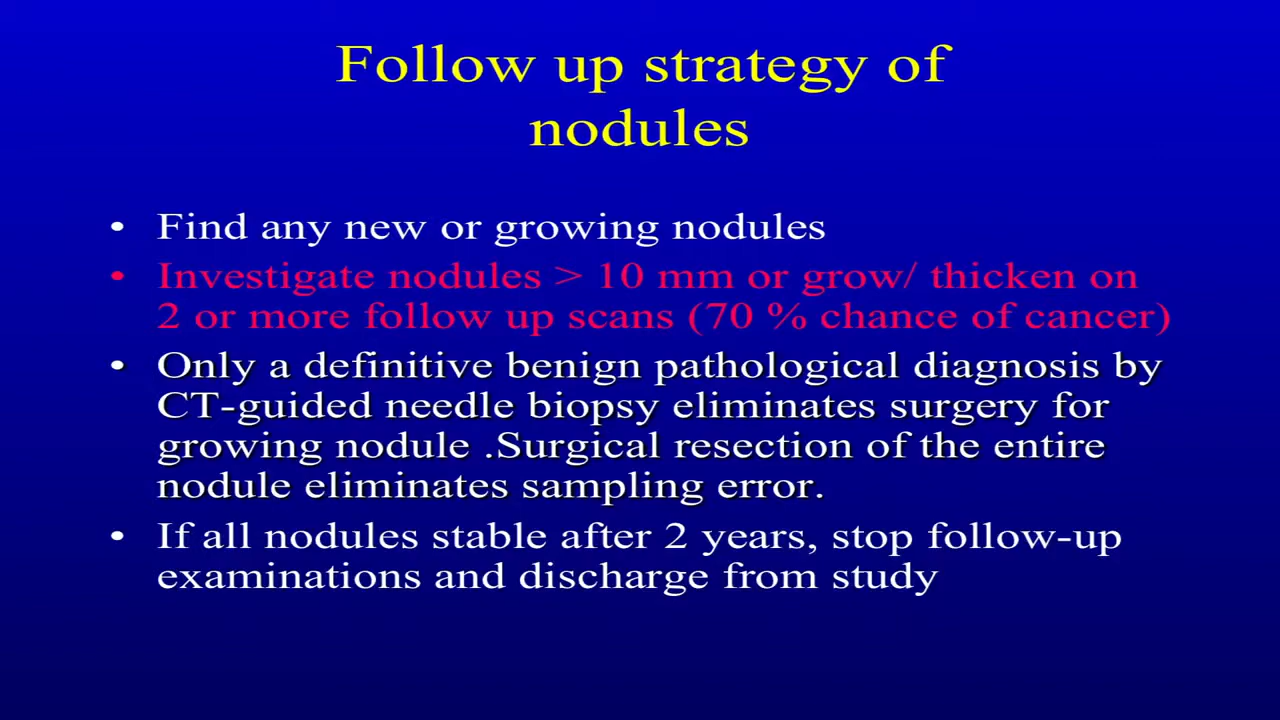 Follow up strategy of
nodules
• Find any new or growing nodules
• Investigate nodules > 10 mm or grow/ thicken on
2 or more follow up scans (70 % chance of cancer)
• Only a definitive benign pathological diagnosis by
CT-guided needle biopsy eliminates surgery for
growing nodule .Surgical resection of the entire
nodule eliminates sampling error.
• If all nodules stable after 2 years, stop follow-up
examinations and discharge from study